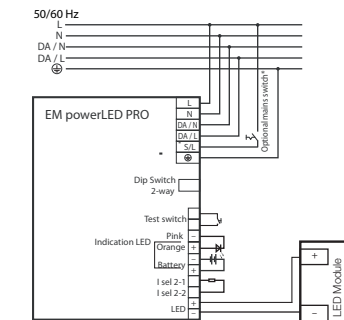 50/60 Hz
L
N
DA / N
DA / L
EM powerLED PRO
L
N
DA / N
DA / L
* S/L
*
Optional mains switch*
Dip Switch
2-way
Test switch
Indication LED
Pink –
Orange +
Battery –
+
I sel 2-1
I sel 2-2
LED +
–
+
–
LED Module